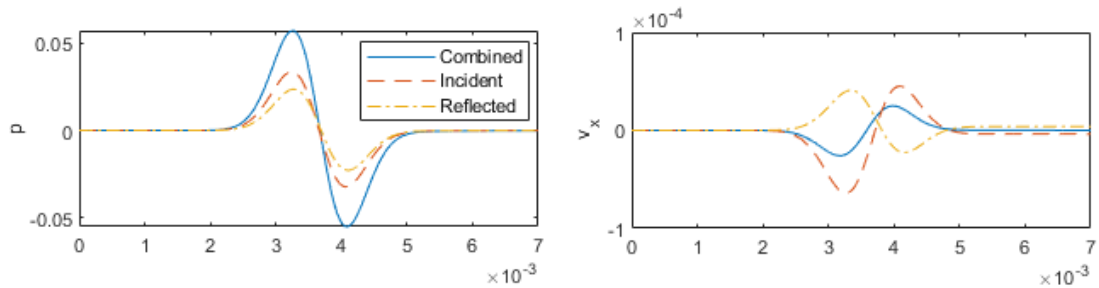 0.05
0
-0.05
p
Combined
Incident
Reflected
0 1 2 3 4 5 6 7
×10⁻³
×10⁻⁴
1
0
-1
vₓ
0 1 2 3 4 5 6 7
×10⁻³